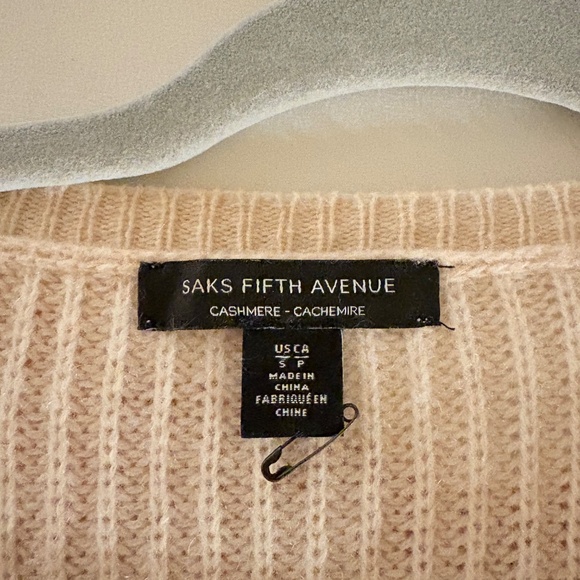 SAKS FIFTH AVENUE
CASHMERE - CACHEMIRE
US CA
S P
MADE IN
CHINA
FABRIQUÉ EN
CHINE